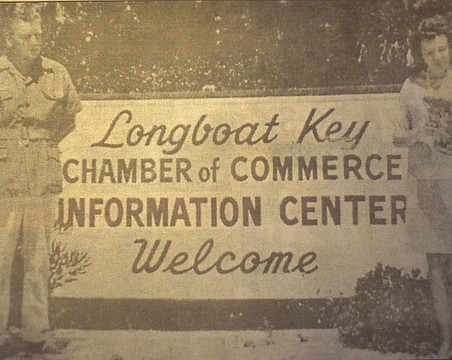 Longboat Key
CHAMBER of COMMERCE
INFORMATION CENTER
Welcome